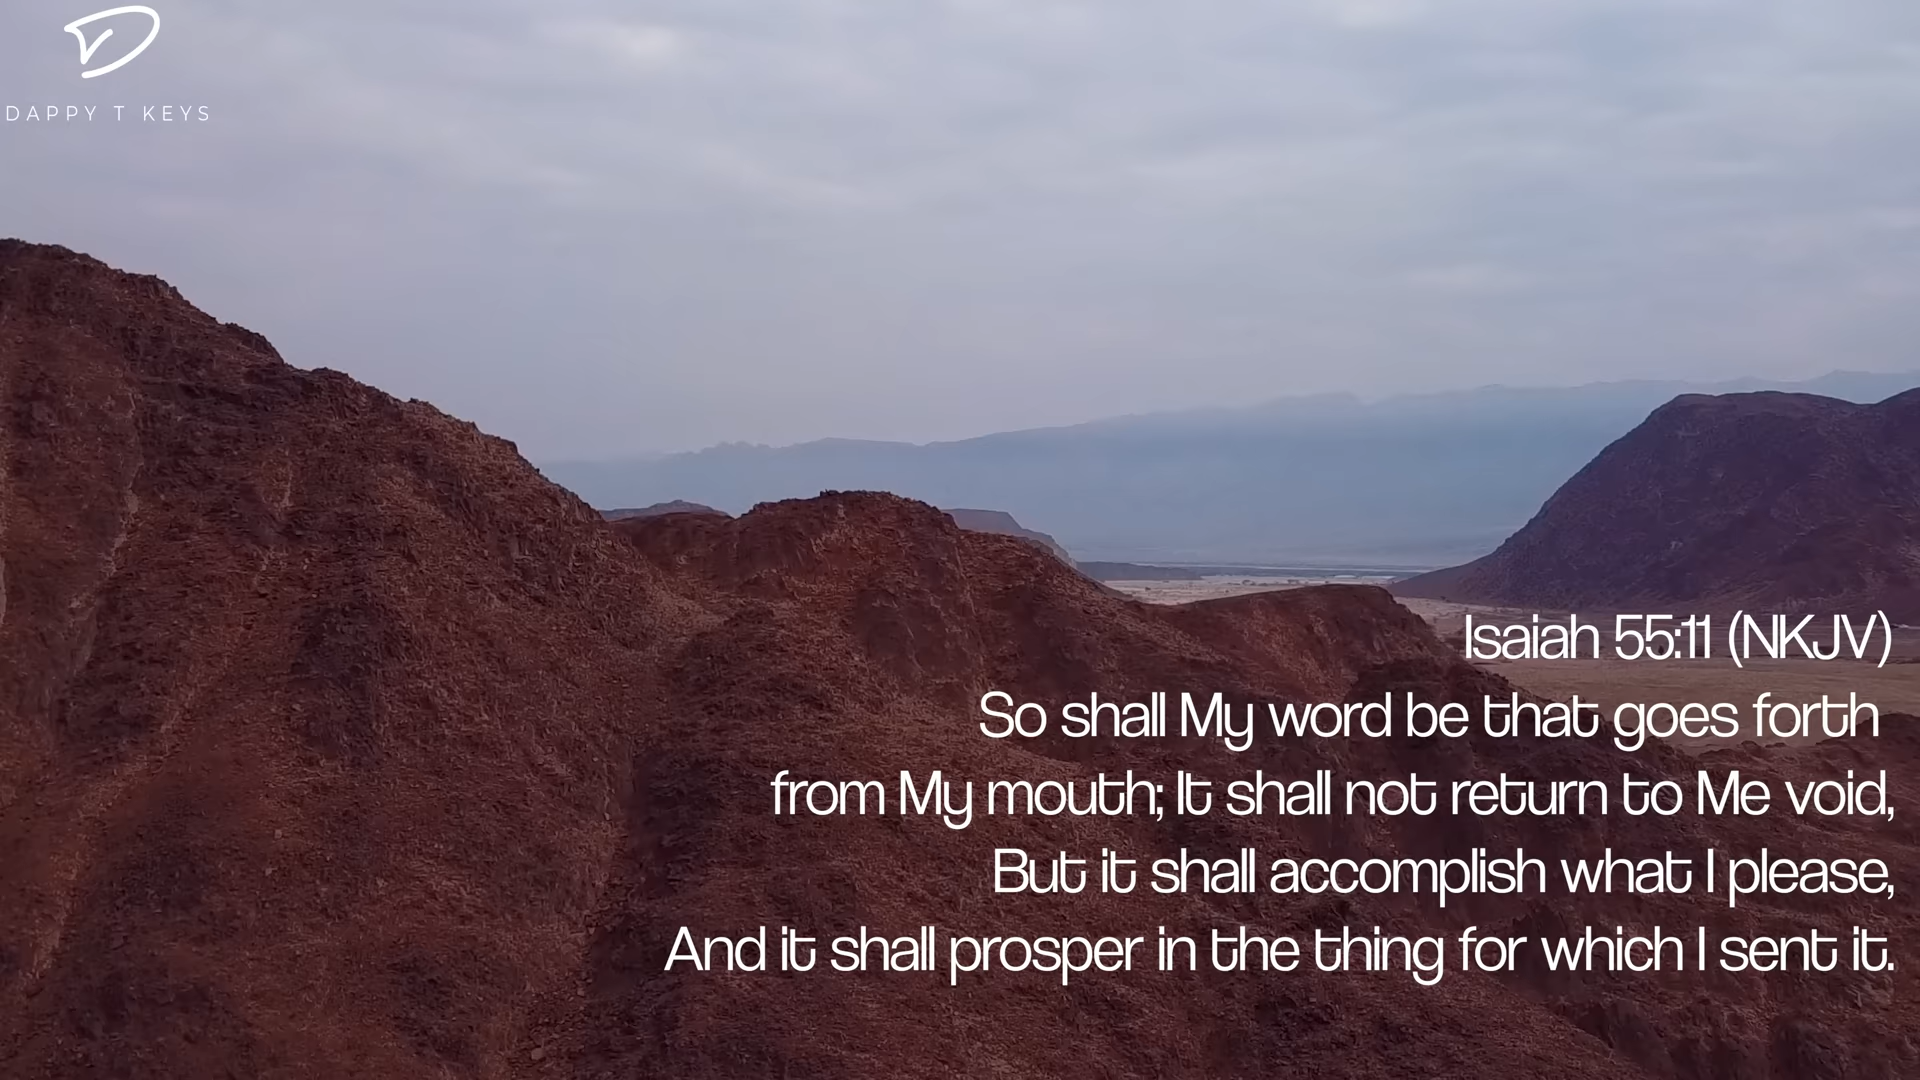 DAPPY T KEYS
Isaiah 55:11 (NKJV)
So shall My word be that goes forth
from My mouth; It shall not return to Me void,
But it shall accomplish what I please,
And it shall prosper in the thing for which I sent it.